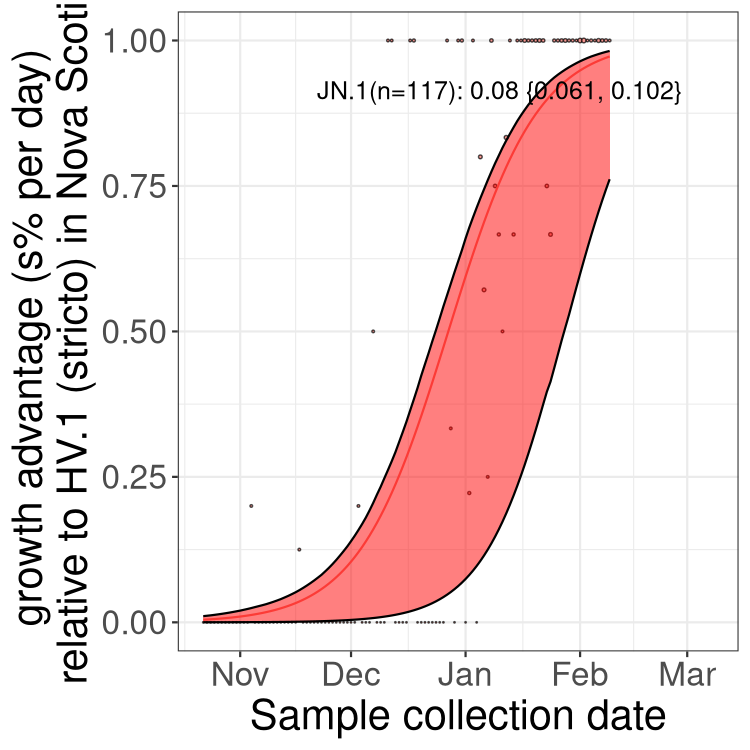 growth advantage (s% per day)
relative to HV.1 (stricto) in Nova Scoti
1.00
0.75
0.50
0.25
0.00
JN.1(n=117): 0.08 {0.061, 0.102}
Nov Dec Jan Feb Mar
Sample collection date